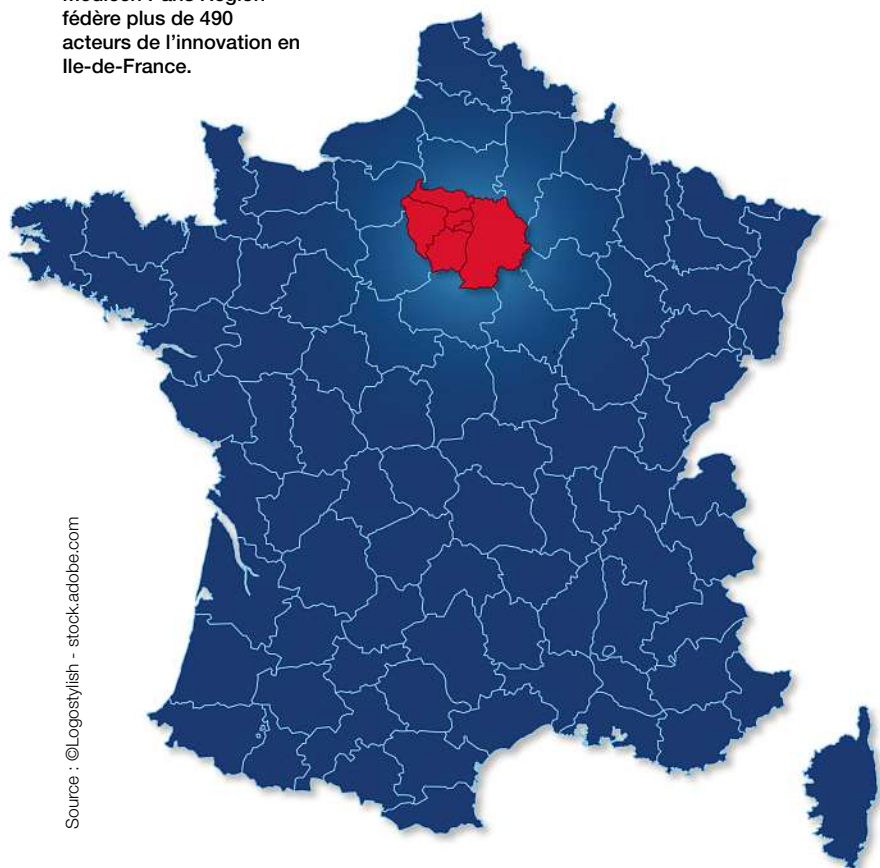 fédère plus de 490
acteurs de l’innovation en
Ile-de-France.
Source : ©Logostylish - stock.adobe.com